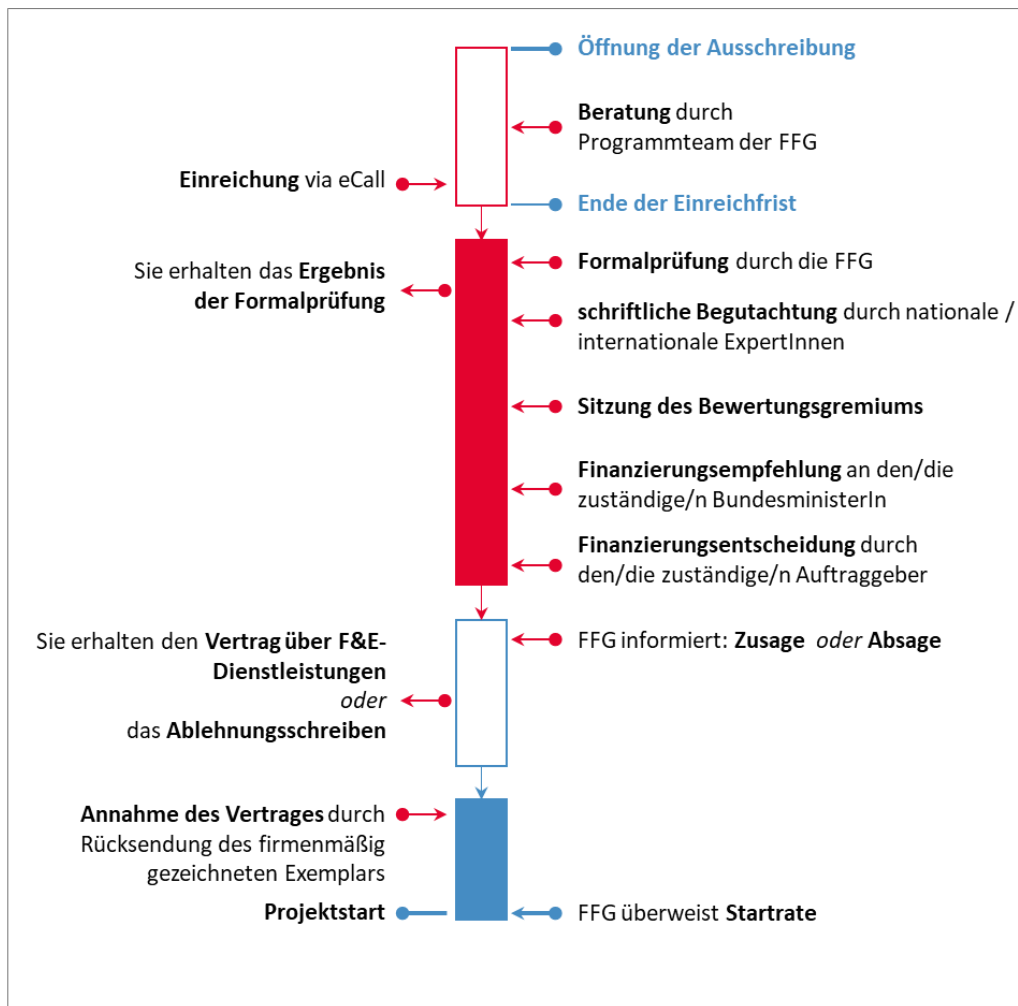 Öffnung der Ausschreibung
Beratung durch
Programmteam der FFG
Einreichung via eCall
Ende der Einreichfrist
Formalprüfung durch die FFG
Sie erhalten das Ergebnis
der Formalprüfung
schriftliche Begutachtung durch nationale /
internationale ExpertInnen
Sitzung des Bewertungsgremiums
Finanzierungsempfehlung an den/die
zuständige/n BundesministerIn
Finanzierungsentscheidung durch
den/die zuständige/n Auftraggeber
FFG informiert: Zusage oder Absage
Sie erhalten den Vertrag über F&E-
Dienstleistungen
oder
das Ablehnungsschreiben
Annahme des Vertrages durch
Rücksendung des firmenmäßig
gezeichneten Exemplars
Projektstart
FFG überweist Startrate